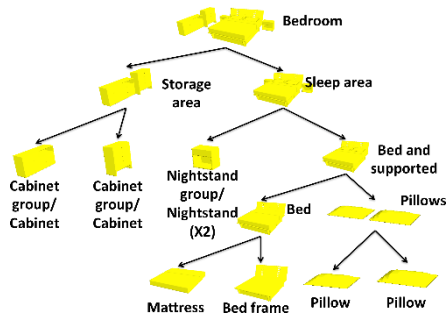 Bedroom
Storage
area
Sleep area
Cabinet
group/
Cabinet
Cabinet
group/
Cabinet
Nightstand
group/
Nightstand
(X2)
Bed and
supported
Bed
Pillows
Mattress
Bed frame
Pillow
Pillow